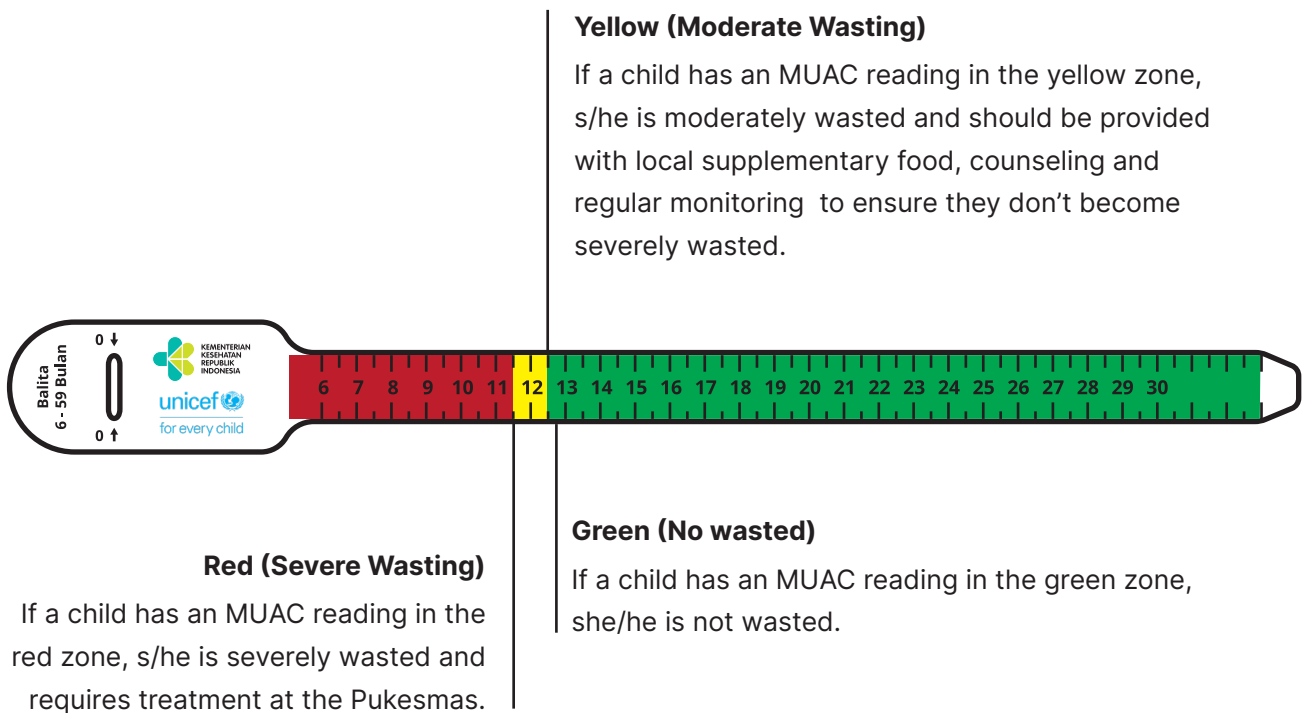 Yellow (Moderate Wasting)
If a child has an MUAC reading in the yellow zone,
s/he is moderately wasted and should be provided
with local supplementary food, counseling and
regular monitoring to ensure they don’t become
severely wasted.
Balita
6 - 59 Bulan
0
0
KEMENTERIAN
KESEHATAN
REPUBLIK
INDONESIA
unicef
for every child
6 7 8 9 10 11 12 13 14 15 16 17 18 19 20 21 22 23 24 25 26 27 28 29 30
Red (Severe Wasting)
If a child has an MUAC reading in the
red zone, s/he is severely wasted and
requires treatment at the Pukesmas.
Green (No wasted)
If a child has an MUAC reading in the green zone,
she/he is not wasted.